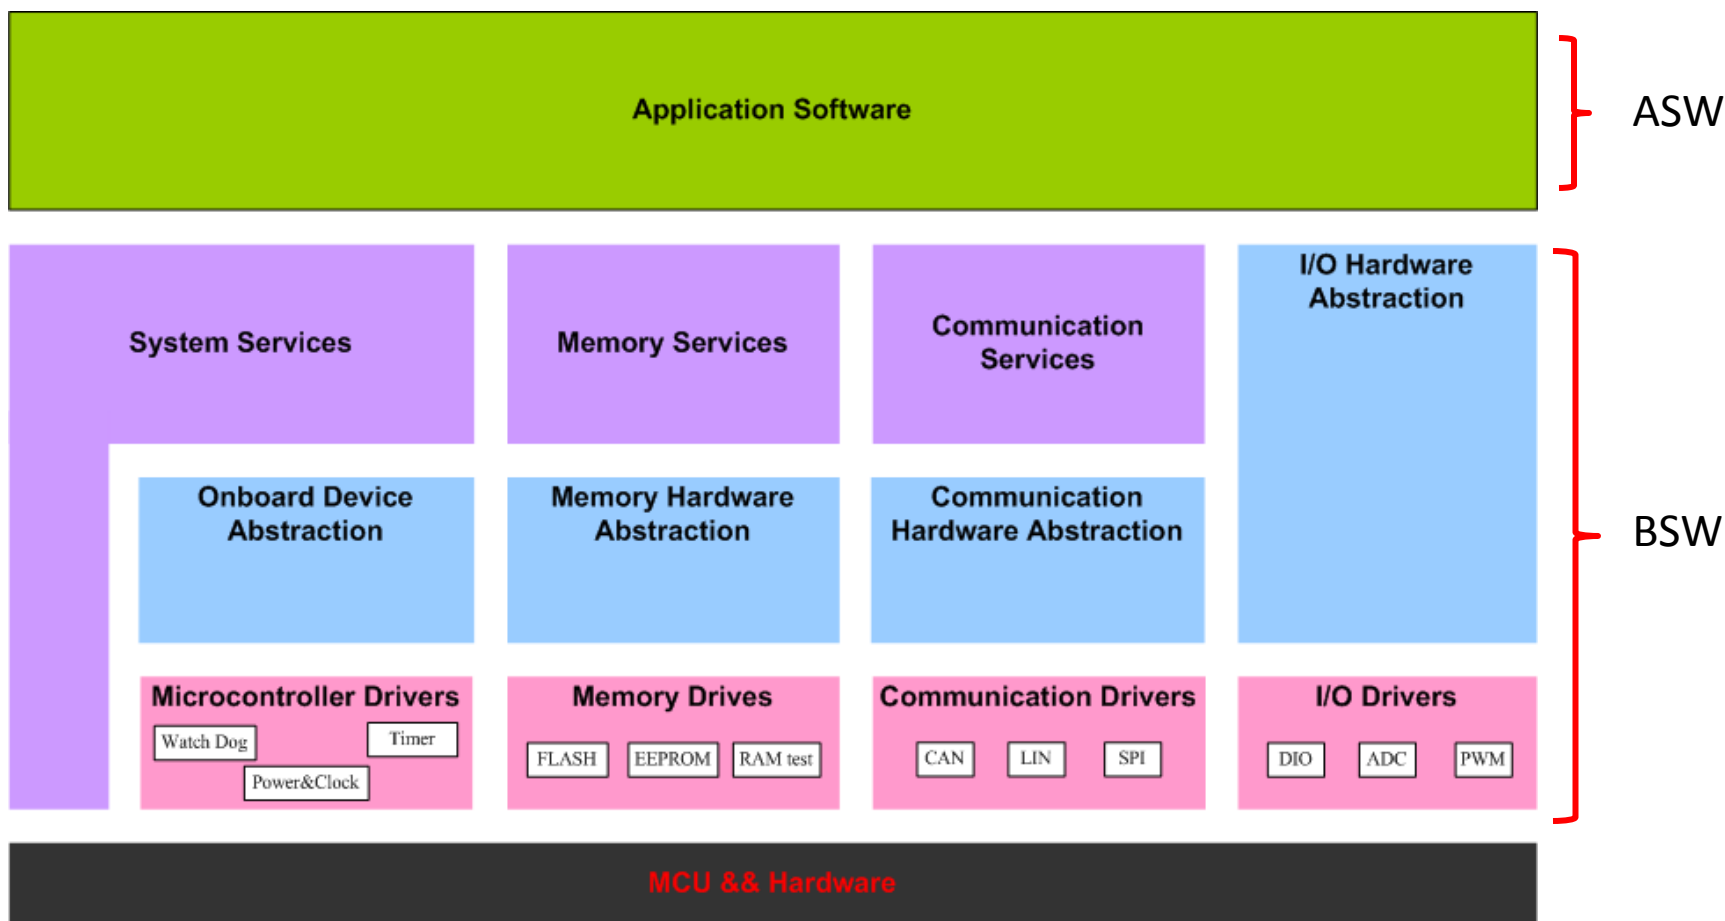 Application Software
ASW
System Services
Memory Services
Communication
Services
I/O Hardware
Abstraction
Onboard Device
Abstraction
Memory Hardware
Abstraction
Communication
Hardware Abstraction
BSW
Microcontroller Drivers
Watch Dog
Timer
Power&Clock
Memory Drives
FLASH
EEPROM
RAM test
Communication Drivers
CAN
LIN
SPI
I/O Drivers
DIO
ADC
PWM
MCU && Hardware